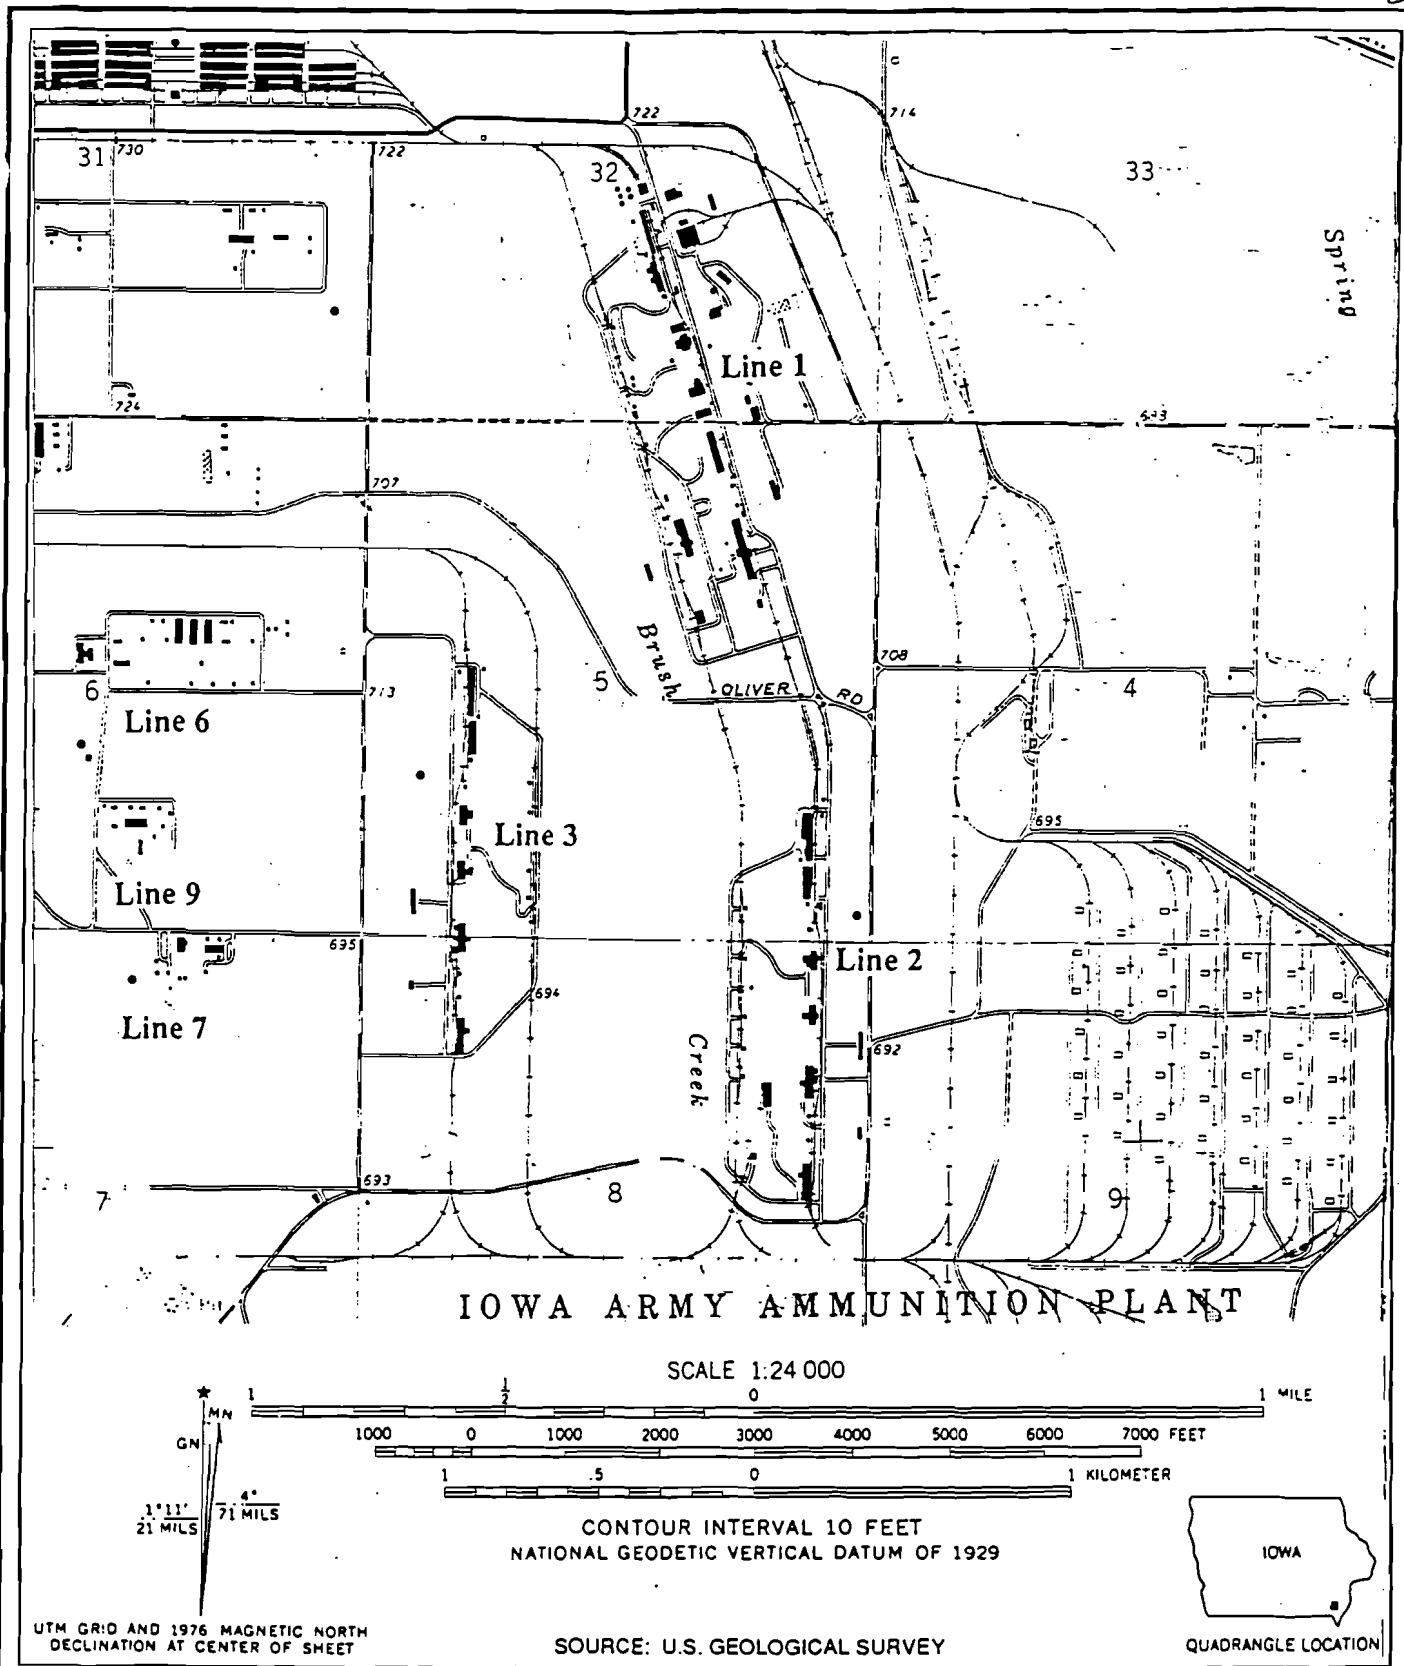 722
714
31
730
722
32
33
Spring
Line 1
724
693
707
Brush
708
6
713
5
OLIVER RD
4
Line 6
Line 3
695
Line 9
695
Line 2
694
Line 7
692
Creek
693
7
8
9
IOWA ARMY AMMUNITION PLANT
SCALE 1:24 000
1 ½ 0 1 MILE
1000 0 1000 2000 3000 4000 5000 6000 7000 FEET
1 .5 0 1 KILOMETER
MN
GN
1°11'
21 MILS
4°
71 MILS
CONTOUR INTERVAL 10 FEET
NATIONAL GEODETIC VERTICAL DATUM OF 1929
IOWA
UTM GRID AND 1976 MAGNETIC NORTH
DECLINATION AT CENTER OF SHEET
SOURCE: U.S. GEOLOGICAL SURVEY
QUADRANGLE LOCATION